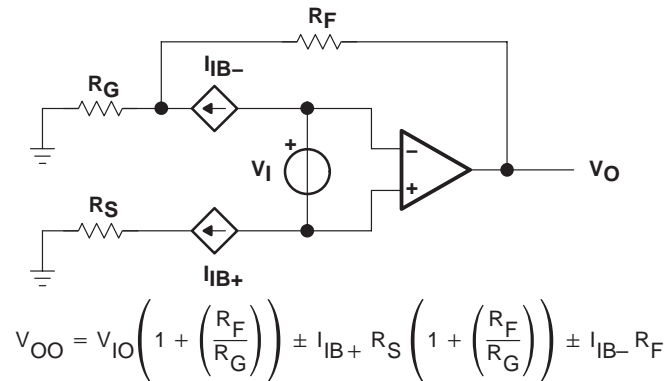 RF
RG
IIB–
+
VI
–
+
VO
RS
IIB+
VOO = VIO(1 + (RF/RG)) ± IIB+ RS (1 + (RF/RG)) ± IIB– RF